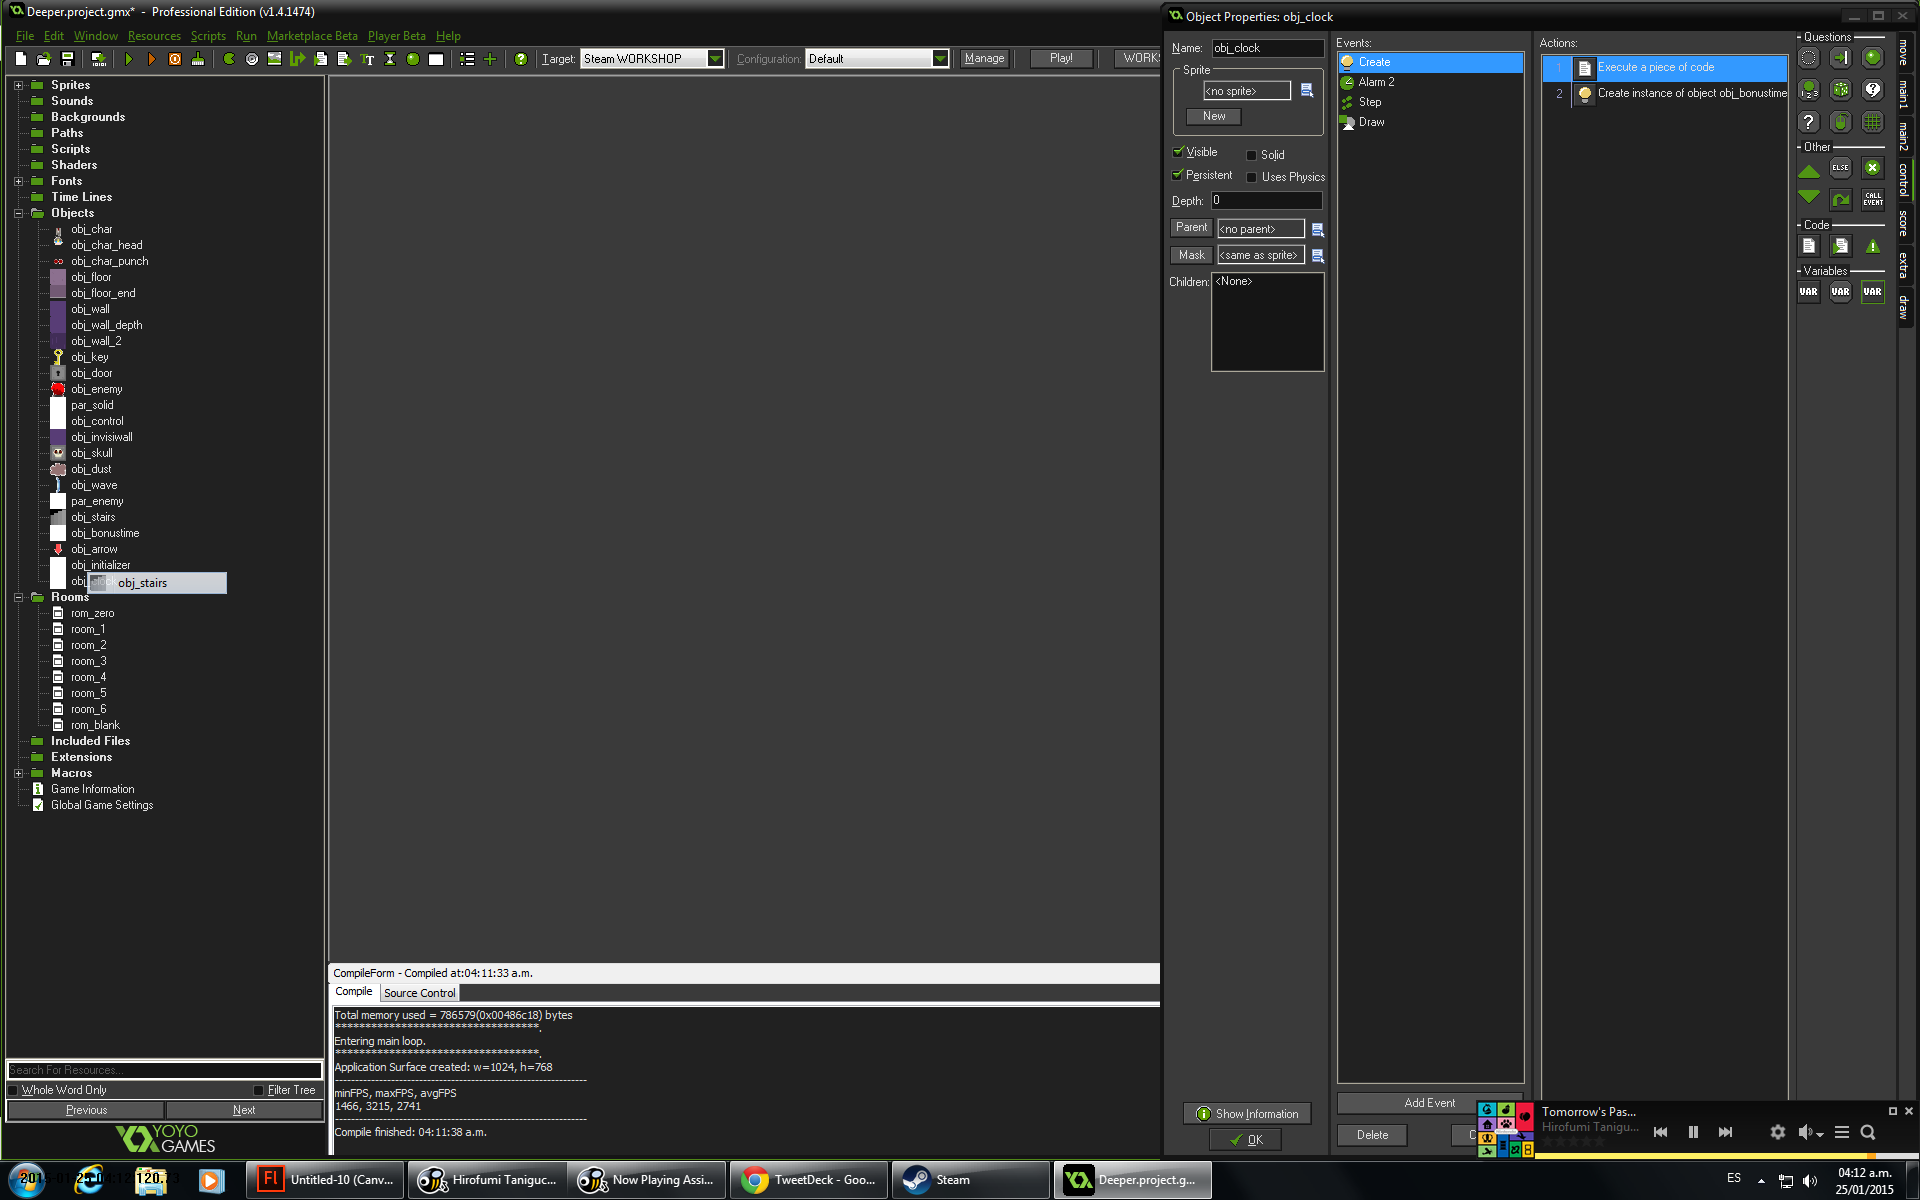 Deeper.project.gmx* - Professional Edition (v1.4.1474)
File Edit Window Resources Scripts Run Marketplace Beta Player Beta Help
Target: Steam WORKSHOP Configuration: Default Manage Play! WORK
Sprites
Sounds
Backgrounds
Paths
Scripts
Shaders
Fonts
Time Lines
Objects
obj_char
obj_char_head
obj_char_punch
obj_floor
obj_floor_end
obj_wall
obj_wall_depth
obj_wall_2
obj_key
obj_door
obj_enemy
par_solid
obj_control
obj_invisiwall
obj_skull
obj_dust
obj_wave
par_enemy
obj_stairs
obj_bonustime
obj_arrow
obj_initializer
obj_clock
obj_stairs
Rooms
rom_zero
room_1
room_2
room_3
room_4
room_5
room_6
rom_blank
Included Files
Extensions
Macros
Game Information
Global Game Settings
Search For Resources...
Whole Word Only Filter Tree
Previous Next
YOYO GAMES
CompileForm - Compiled at:04:11:33 a.m.
Compile Source Control
Total memory used = 786579(0x00486c18) bytes
**********************************.
Entering main loop.
**********************************.
Application Surface created: w=1024, h=768
minFPS, maxFPS, avgFPS
1466, 3215, 2741
Compile finished: 04:11:38 a.m.
Object Properties: obj_clock
Name: obj_clock
Sprite
<no sprite>
New
Visible Solid
Persistent Uses Physics
Depth: 0
Parent <no parent>
Mask <same as sprite>
Children: <None>
Show Information
OK
Events:
Create
Alarm 2
Step
Draw
Add Event
Delete
Actions:
1 Execute a piece of code
2 Create instance of object obj_bonustime
Questions
Other
ELSE
CALL EVENT
Code
Variables
VAR VAR VAR
move
main1
main2
control
score
extra
draw
Tomorrow's Pas...
Hirofumi Tanigu...
2015-01-25 04:12:120.73
Untitled-10 (Canv...
Hirofumi Taniguc...
Now Playing Assi...
TweetDeck - Goo...
Steam
Deeper.project.g...
ES
04:12 a.m.
25/01/2015